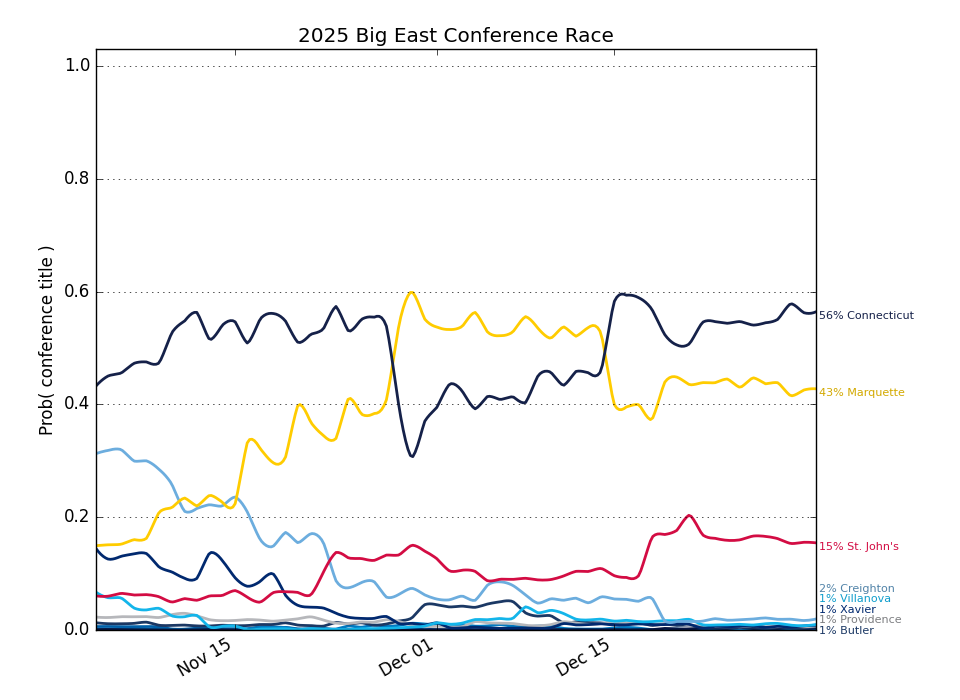 2025 Big East Conference Race
Prob( conference title )
1.0
0.8
0.6
0.4
0.2
0.0
Nov 15
Dec 01
Dec 15
56% Connecticut
43% Marquette
15% St. John's
2% Creighton
1% Villanova
1% Xavier
1% Providence
1% Butler